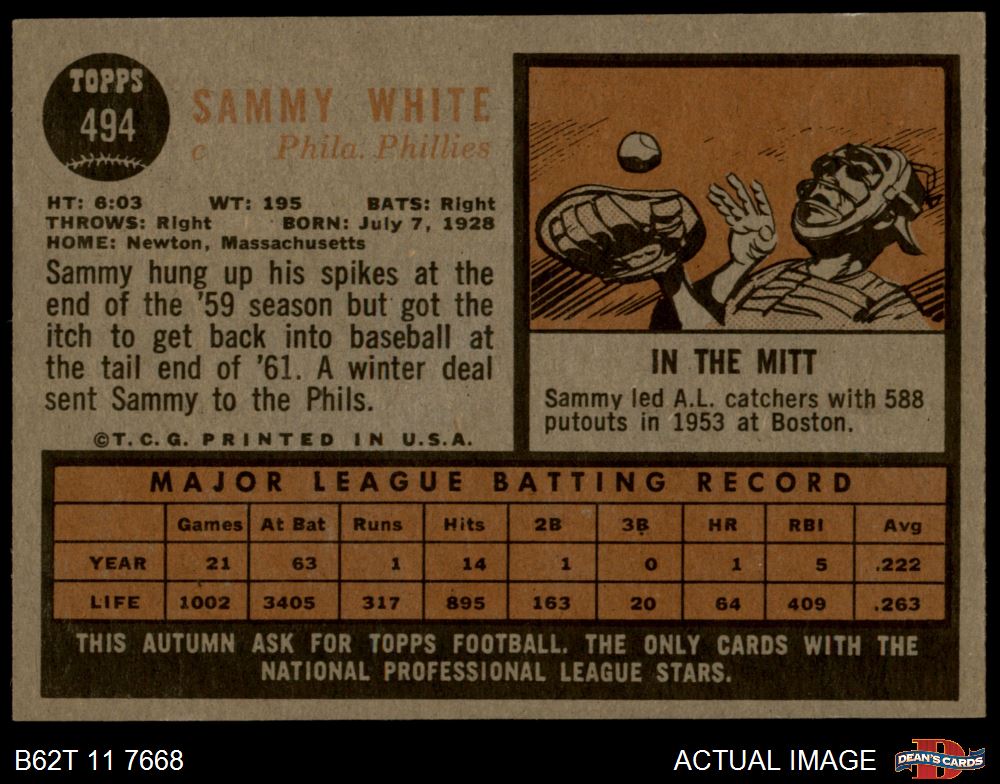 TOPPS
494
SAMMY WHITE
c Phila. Phillies
HT: 6:03 WT: 195 BATS: Right
THROWS: Right BORN: July 7, 1928
HOME: Newton, Massachusetts
Sammy hung up his spikes at the
end of the '59 season but got the
itch to get back into baseball at
the tail end of '61. A winter deal
sent Sammy to the Phils.
©T.C.G. PRINTED IN U.S.A.
IN THE MITT
Sammy led A.L. catchers with 588
putouts in 1953 at Boston.
MAJOR LEAGUE BATTING RECORD
Games At Bat Runs Hits 2B 3B HR RBI Avg
YEAR 21 63 1 14 1 0 1 5 .222
LIFE 1002 3405 317 895 163 20 64 409 .263
THIS AUTUMN ASK FOR TOPPS FOOTBALL. THE ONLY CARDS WITH THE
NATIONAL PROFESSIONAL LEAGUE STARS.
B62T 11 7668
ACTUAL IMAGE
DEAN'S CARDS